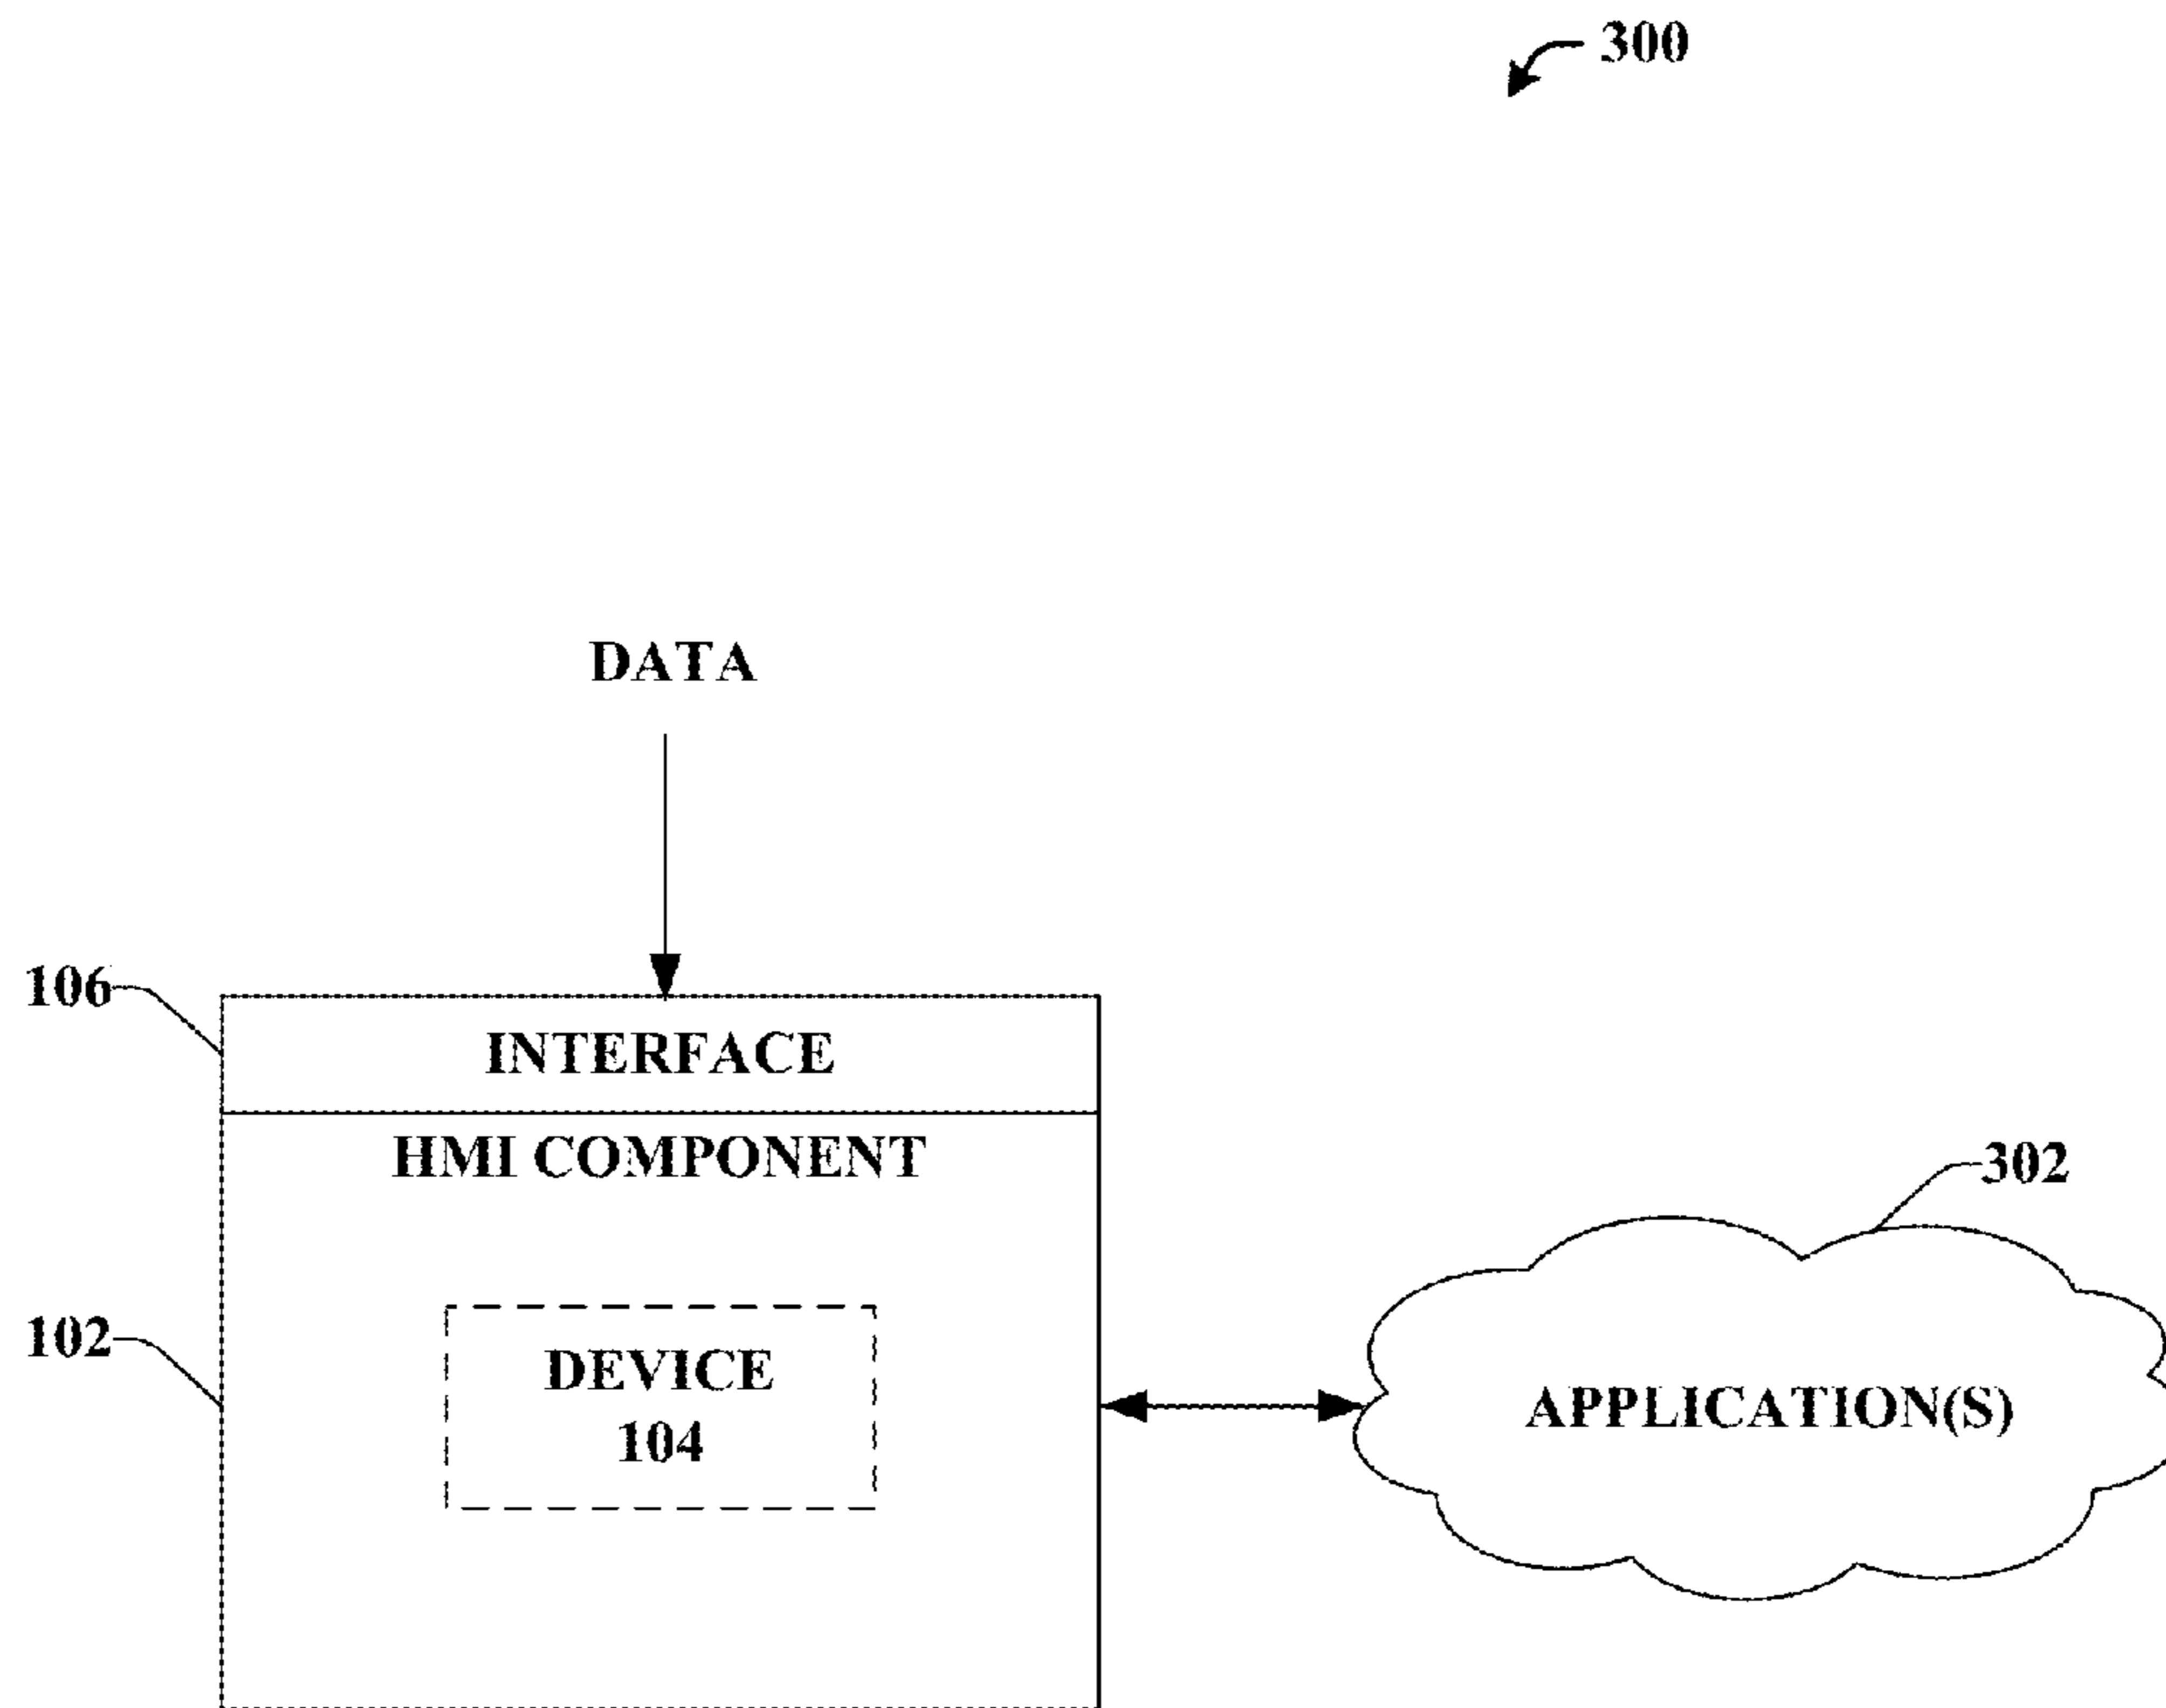 300
DATA
106
INTERFACE
HMI COMPONENT
302
102
DEVICE
104
APPLICATION(S)